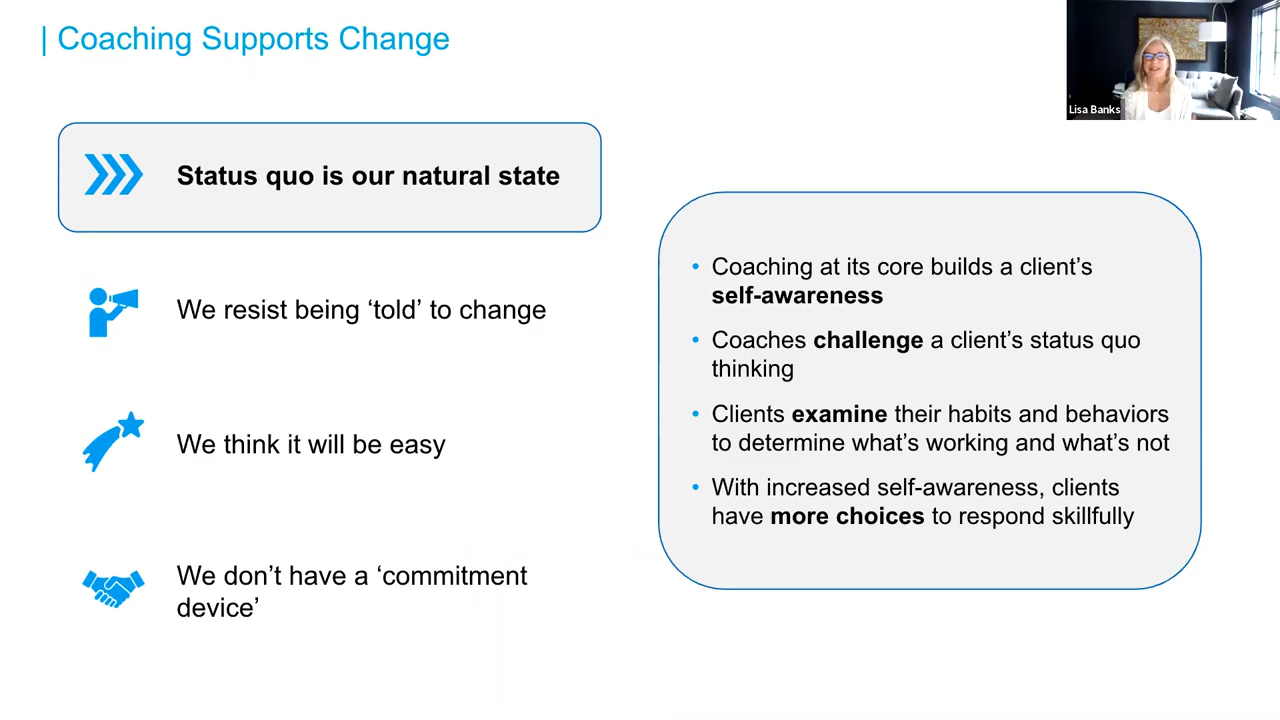 | Coaching Supports Change
Lisa Banks
Status quo is our natural state
We resist being ‘told’ to change
We think it will be easy
We don’t have a ‘commitment
device’
• Coaching at its core builds a client’s
self-awareness
• Coaches challenge a client’s status quo
thinking
• Clients examine their habits and behaviors
to determine what’s working and what’s not
• With increased self-awareness, clients
have more choices to respond skillfully